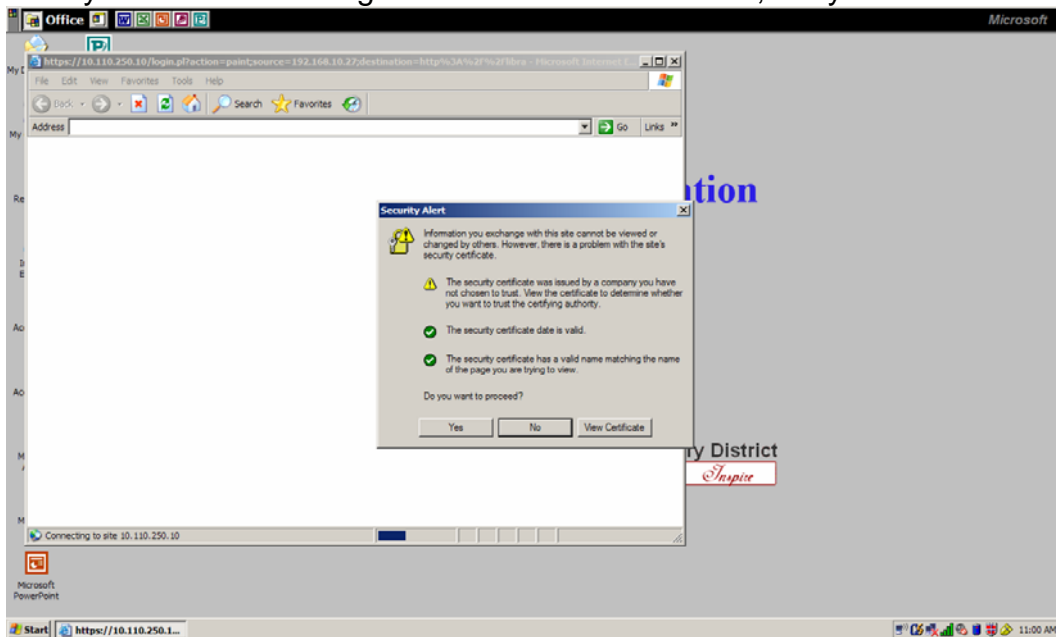 Office
Microsoft
https://10.110.250.10/login.pl?action=paint;source=192.168.10.27;destination=http%3A%2F%2Flibra - Microsoft Internet E...
File Edit View Favorites Tools Help
Back Search Favorites
Address Go Links »
My
My
Re
tion
Security Alert
Information you exchange with this site cannot be viewed or
changed by others. However, there is a problem with the site's
security certificate.
The security certificate was issued by a company you have
not chosen to trust. View the certificate to determine whether
you want to trust the certifying authority.
The security certificate date is valid.
The security certificate has a valid name matching the name
of the page you are trying to view.
Do you want to proceed?
Yes No View Certificate
Ac
Ac
M
ry District
Inspire
M
Connecting to site 10.110.250.10
Microsoft
PowerPoint
Start https://10.110.250.1... 11:00 AM